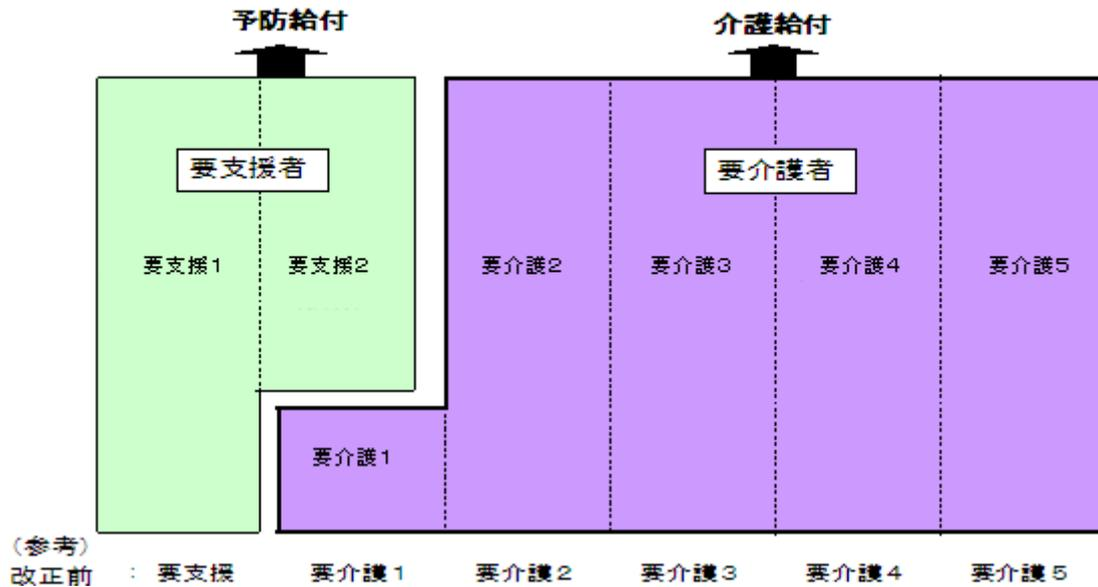 予防給付 介護給付
要支援者 要介護者
要支援1 要支援2 要介護2 要介護3 要介護4 要介護5
要介護1
(参考)
改正前 : 要支援 要介護1 要介護2 要介護3 要介護4 要介護5